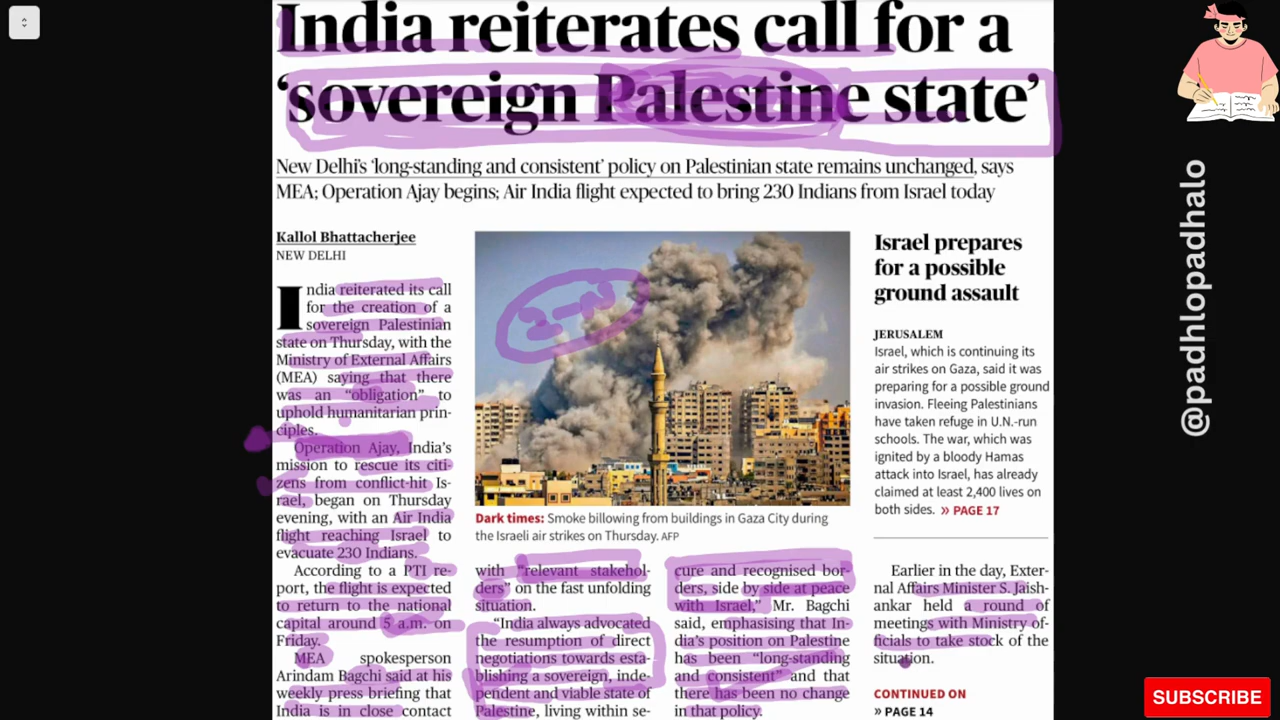 India reiterates call for a
‘sovereign Palestine state’
New Delhi’s ‘long-standing and consistent’ policy on Palestinian state remains unchanged, says
MEA; Operation Ajay begins; Air India flight expected to bring 230 Indians from Israel today
Kallol Bhattacherjee
NEW DELHI
India reiterated its call
for the creation of a
sovereign Palestinian
state on Thursday, with the
Ministry of External Affairs
(MEA) saying that there
was an “obligation” to
uphold humanitarian prin-
ciples.
Operation Ajay, India’s
mission to rescue its citi-
zens from conflict-hit Is-
rael, began on Thursday
evening, with an Air India
flight reaching Israel to
evacuate 230 Indians.
According to a PTI re-
port, the flight is expected
to return to the national
capital around 5 a.m. on
Friday.
MEA spokesperson
Arindam Bagchi said at his
weekly press briefing that
India is in close contact
Dark times: Smoke billowing from buildings in Gaza City during
the Israeli air strikes on Thursday. AFP
with “relevant stakehol-
ders” on the fast unfolding
situation.
“India always advocated
the resumption of direct
negotiations towards esta-
blishing a sovereign, inde-
pendent and viable state of
Palestine, living within se-
cure and recognised bor-
ders, side by side at peace
with Israel,” Mr. Bagchi
said, emphasising that In-
dia’s position on Palestine
has been “long-standing
and consistent” and that
there has been no change
in that policy.
Israel prepares
for a possible
ground assault
JERUSALEM
Israel, which is continuing its
air strikes on Gaza, said it was
preparing for a possible ground
invasion. Fleeing Palestinians
have taken refuge in U.N.-run
schools. The war, which was
ignited by a bloody Hamas
attack into Israel, has already
claimed at least 2,400 lives on
both sides. » PAGE 17
Earlier in the day, Exter-
nal Affairs Minister S. Jaish-
ankar held a round of
meetings with Ministry of-
ficials to take stock of the
situation.
CONTINUED ON
» PAGE 14
@padhlopadhalo
SUBSCRIBE